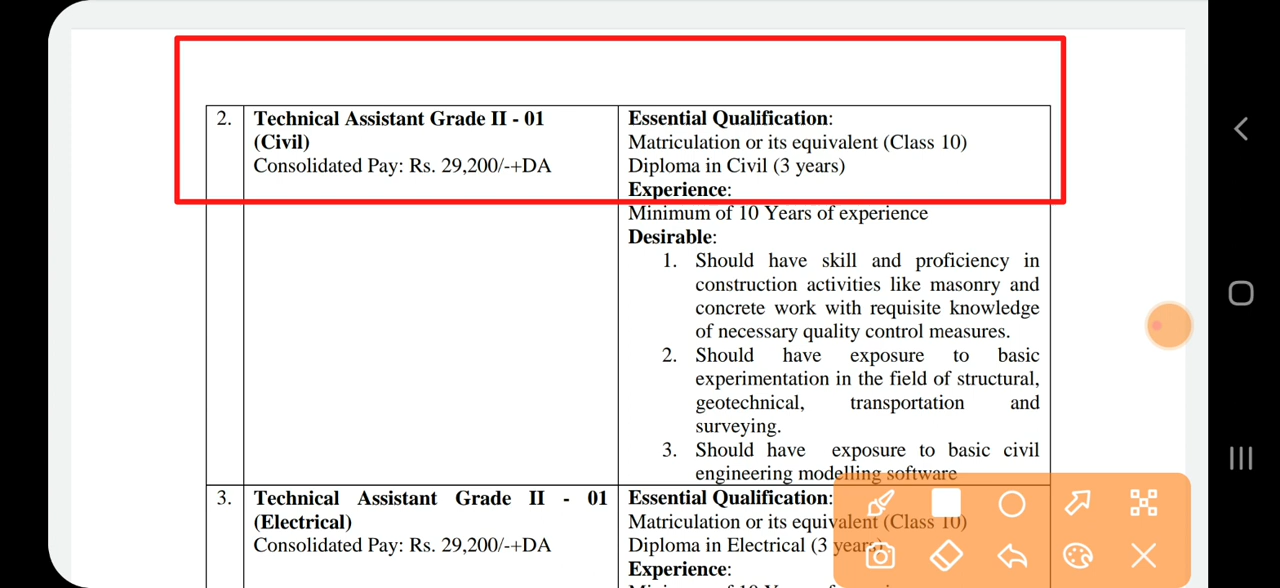 2. Technical Assistant Grade II - 01
(Civil)
Consolidated Pay: Rs. 29,200/-+DA
Essential Qualification:
Matriculation or its equivalent (Class 10)
Diploma in Civil (3 years)
Experience:
Minimum of 10 Years of experience
Desirable:
1. Should have skill and proficiency in
construction activities like masonry and
concrete work with requisite knowledge
of necessary quality control measures.
2. Should have exposure to basic
experimentation in the field of structural,
geotechnical, transportation and
surveying.
3. Should have exposure to basic civil
engineering modelling software
3. Technical Assistant Grade II - 01
(Electrical)
Consolidated Pay: Rs. 29,200/-+DA
Essential Qualification:
Matriculation or its equivalent (Class 10)
Diploma in Electrical (3 years)
Experience: